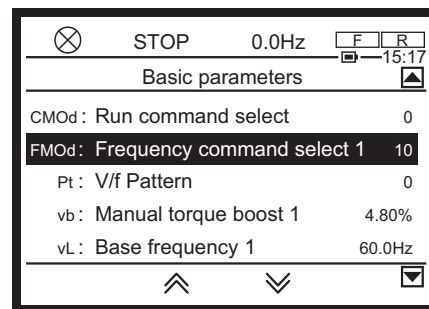 STOP 0.0Hz F R
15:17
Basic parameters
CMOd: Run command select 0
FMOd: Frequency command select 1 10
Pt: V/f Pattern 0
vb: Manual torque boost 1 4.80%
vL: Base frequency 1 60.0Hz